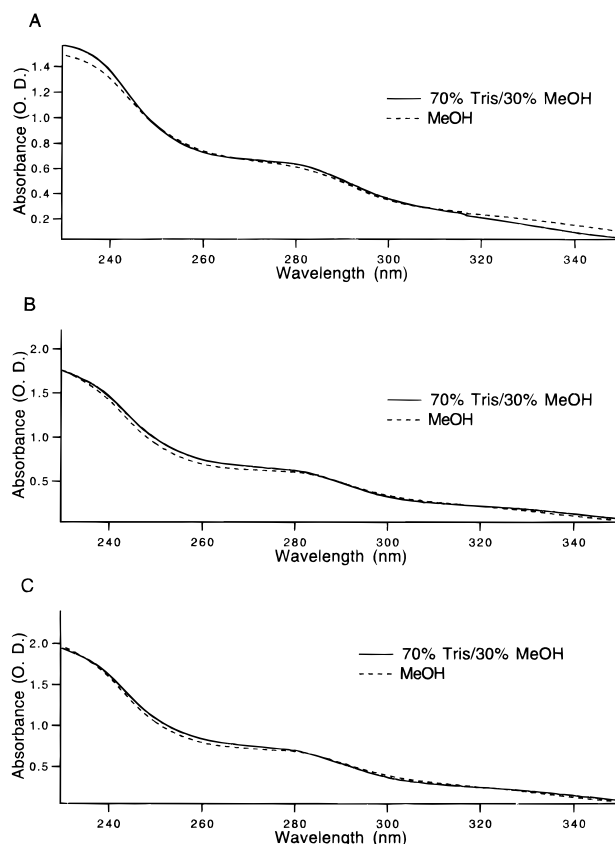 A
Absorbance (O. D.)
1.4
1.2
1.0
0.8
0.6
0.4
0.2
70% Tris/30% MeOH
MeOH
240 260 280 300 320 340
Wavelength (nm)
B
Absorbance (O. D.)
2.0
1.5
1.0
0.5
70% Tris/30% MeOH
MeOH
240 260 280 300 320 340
Wavelength (nm)
C
Absorbance (O. D.)
2.0
1.5
1.0
0.5
70% Tris/30% MeOH
MeOH
240 260 280 300 320 340
Wavelength (nm)